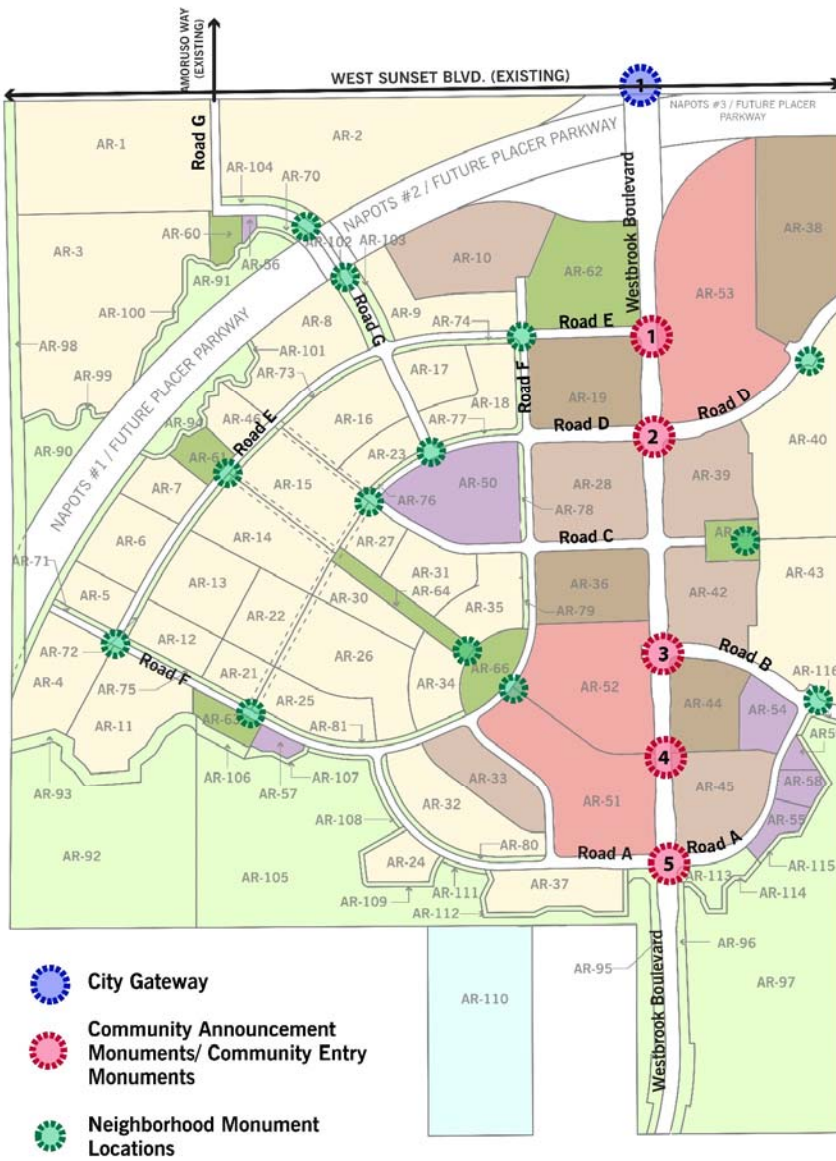 AMORUSO WAY
(EXISTING)
WEST SUNSET BLVD. (EXISTING)
1
NAPOTS #3 / FUTURE PLACER
PARKWAY
AR-1
Road G
AR-2
NAPOTS #2 / FUTURE PLACER PARKWAY
Westbrook Boulevard
AR-104
AR-70
AR-60
AR-56
AR-102
AR-103
AR-38
AR-3
AR-91
AR-10
AR-62
AR-53
AR-100
Road G
AR-9
AR-8
AR-74
Road E
1
AR-98
AR-101
AR-73
AR-17
Road F
AR-99
AR-46
AR-16
AR-18
AR-19
Road D
AR-94
Road E
AR-77
Road D
2
AR-90
AR-61
AR-23
AR-40
NAPOTS #1 / FUTURE PLACER PARKWAY
AR-7
AR-15
AR-76
AR-50
AR-78
AR-28
AR-39
AR-6
AR-14
AR-27
Road C
AR-
AR-71
AR-13
AR-31
AR-36
AR-43
AR-5
AR-30
AR-64
AR-42
AR-22
AR-35
AR-79
AR-12
AR-72
AR-26
3
Road B
Road F
AR-21
AR-66
AR-52
AR-116
AR-4
AR-75
AR-25
AR-34
AR-44
AR-54
AR-11
AR-63
AR-81
AR5
4
AR-93
AR-106
AR-57
AR-107
AR-33
AR-58
AR-45
AR-108
AR-32
AR-51
AR-55
AR-92
AR-24
AR-80
Road A
5
Road A
AR-115
AR-105
AR-109
AR-111
AR-37
AR-113
AR-114
AR-112
Westbrook Boulevard
AR-95
AR-96
AR-97
AR-110
City Gateway
Community Announcement
Monuments/ Community Entry
Monuments
Neighborhood Monument
Locations